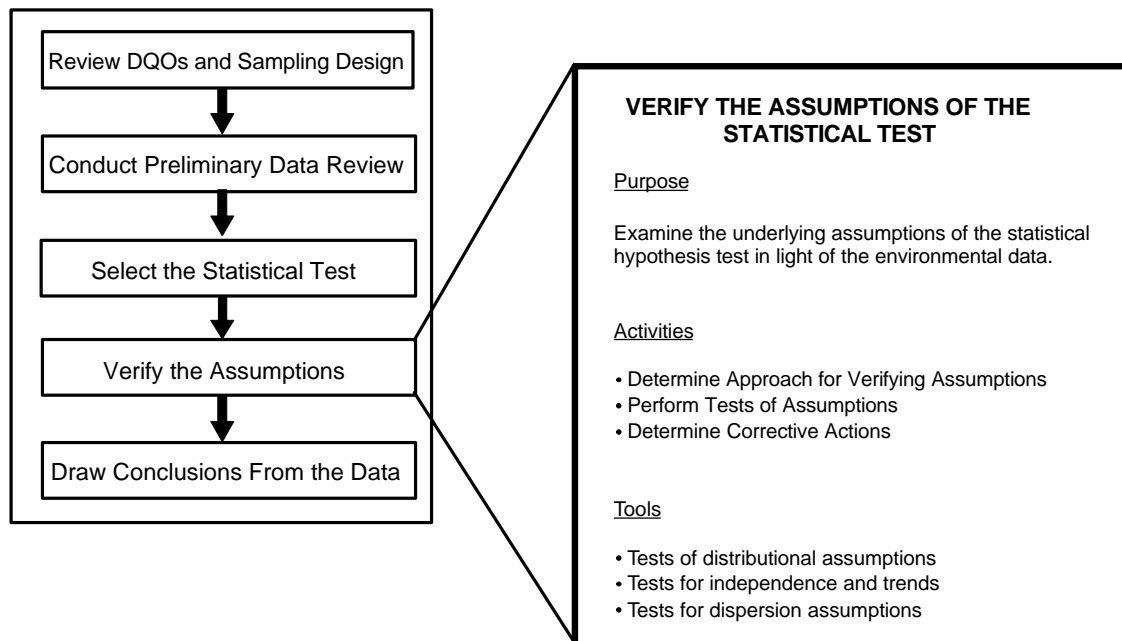 Review DQOs and Sampling Design
Conduct Preliminary Data Review
Select the Statistical Test
Verify the Assumptions
Draw Conclusions From the Data
VERIFY THE ASSUMPTIONS OF THE
STATISTICAL TEST
Purpose
Examine the underlying assumptions of the statistical
hypothesis test in light of the environmental data.
Activities
• Determine Approach for Verifying Assumptions
• Perform Tests of Assumptions
• Determine Corrective Actions
Tools
• Tests of distributional assumptions
• Tests for independence and trends
• Tests for dispersion assumptions